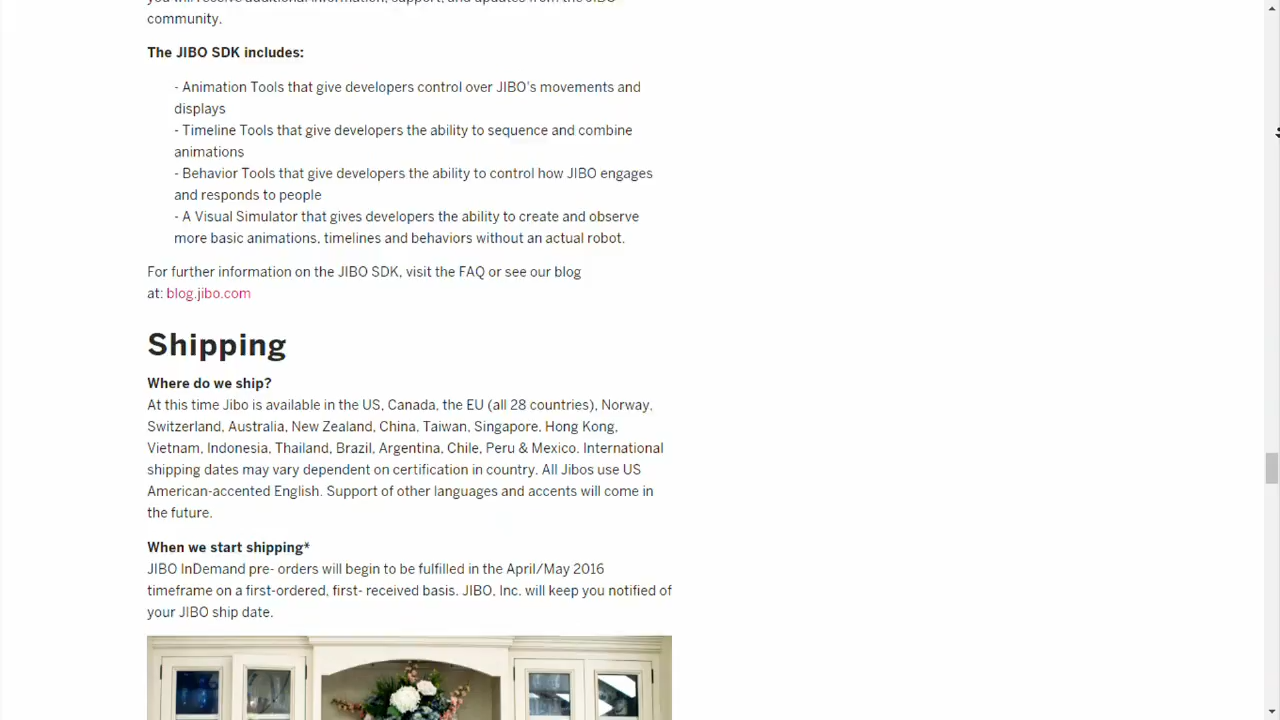 community.
The JIBO SDK includes:
- Animation Tools that give developers control over JIBO's movements and
displays
- Timeline Tools that give developers the ability to sequence and combine
animations
- Behavior Tools that give developers the ability to control how JIBO engages
and responds to people
- A Visual Simulator that gives developers the ability to create and observe
more basic animations, timelines and behaviors without an actual robot.
For further information on the JIBO SDK, visit the FAQ or see our blog
at: blog.jibo.com
Shipping
Where do we ship?
At this time Jibo is available in the US, Canada, the EU (all 28 countries), Norway,
Switzerland, Australia, New Zealand, China, Taiwan, Singapore, Hong Kong,
Vietnam, Indonesia, Thailand, Brazil, Argentina, Chile, Peru & Mexico. International
shipping dates may vary dependent on certification in country. All Jibos use US
American-accented English. Support of other languages and accents will come in
the future.
When we start shipping*
JIBO InDemand pre- orders will begin to be fulfilled in the April/May 2016
timeframe on a first-ordered, first- received basis. JIBO, Inc. will keep you notified of
your JIBO ship date.